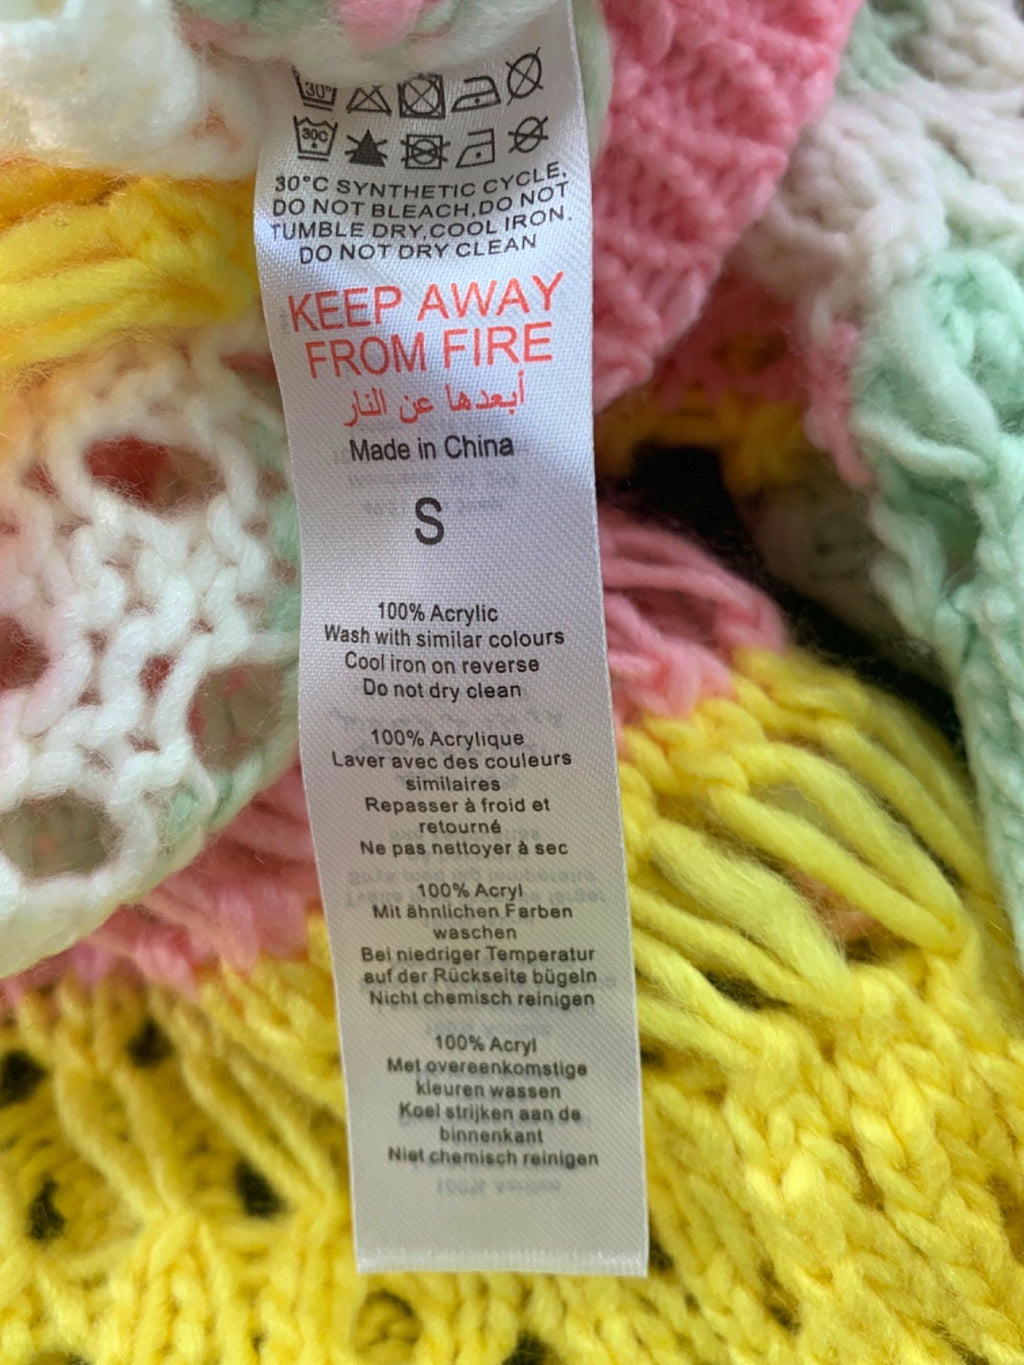 30°
30C
30°C SYNTHETIC CYCLE,
DO NOT BLEACH,DO NOT
TUMBLE DRY,COOL IRON.
DO NOT DRY CLEAN
KEEP AWAY
FROM FIRE
أبعدها عن النار
Made in China
S
100% Acrylic
Wash with similar colours
Cool iron on reverse
Do not dry clean
100% Acrylique
Laver avec des couleurs
similaires
Repasser à froid et
retourné
Ne pas nettoyer à sec
100% Acryl
Mit ähnlichen Farben
waschen
Bei niedriger Temperatur
auf der Rückseite bügeln
Nicht chemisch reinigen
100% Acryl
Met overeenkomstige
kleuren wassen
Koel strijken aan de
binnenkant
Niet chemisch reinigen